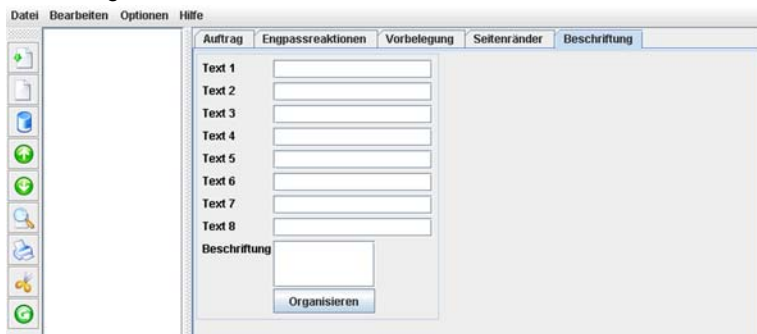 Datei Bearbeiten Optionen Hilfe
Auftrag Engpassreaktionen Vorbelegung Seitenränder Beschriftung
Text 1
Text 2
Text 3
Text 4
Text 5
Text 6
Text 7
Text 8
Beschriftung
Organisieren